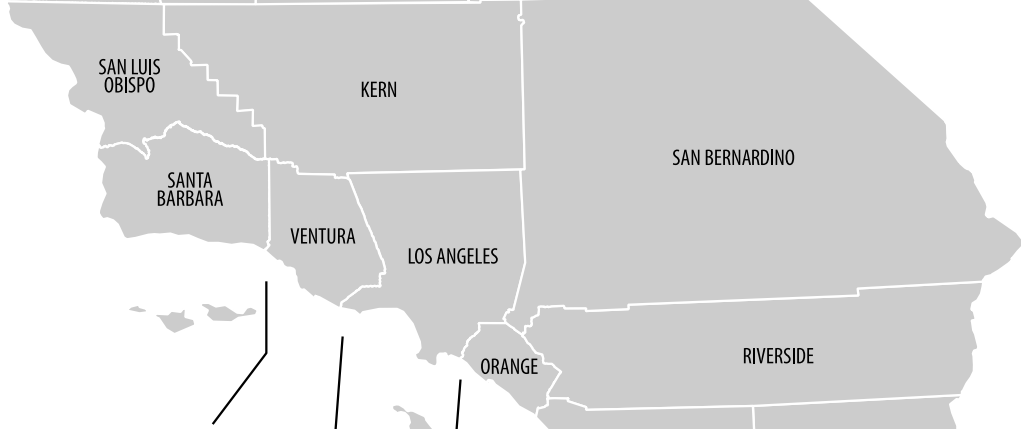 SAN LUIS
OBISPO
KERN
SAN BERNARDINO
SANTA
BARBARA
VENTURA
LOS ANGELES
RIVERSIDE
ORANGE